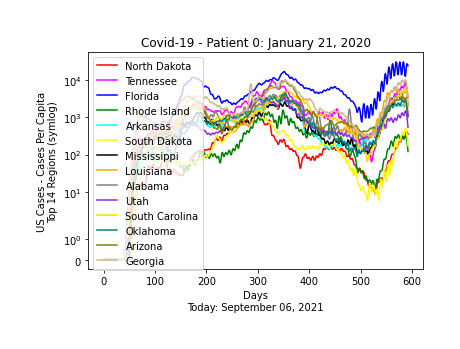 Covid-19 - Patient 0: January 21, 2020
US Cases - Cases Per Capita
Top 14 Regions (symlog)
10⁴
10³
10²
10¹
10⁰
0
North Dakota
Tennessee
Florida
Rhode Island
Arkansas
South Dakota
Mississippi
Louisiana
Alabama
Utah
South Carolina
Oklahoma
Arizona
Georgia
0 100 200 300 400 500 600
Days
Today: September 06, 2021